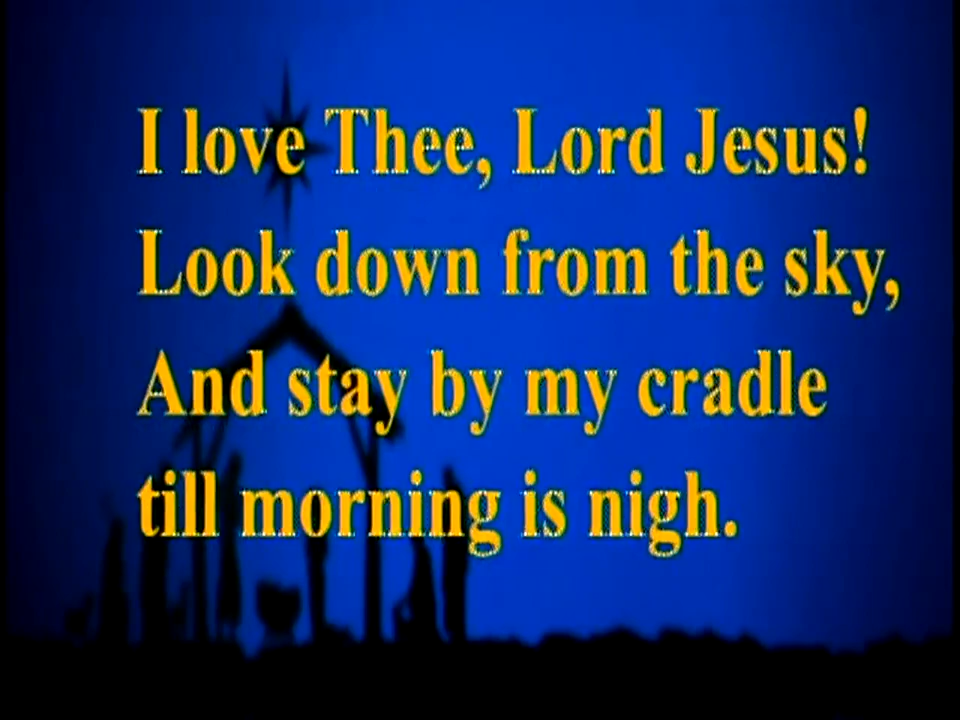 I love Thee, Lord Jesus!
Look down from the sky,
And stay by my cradle
till morning is nigh.